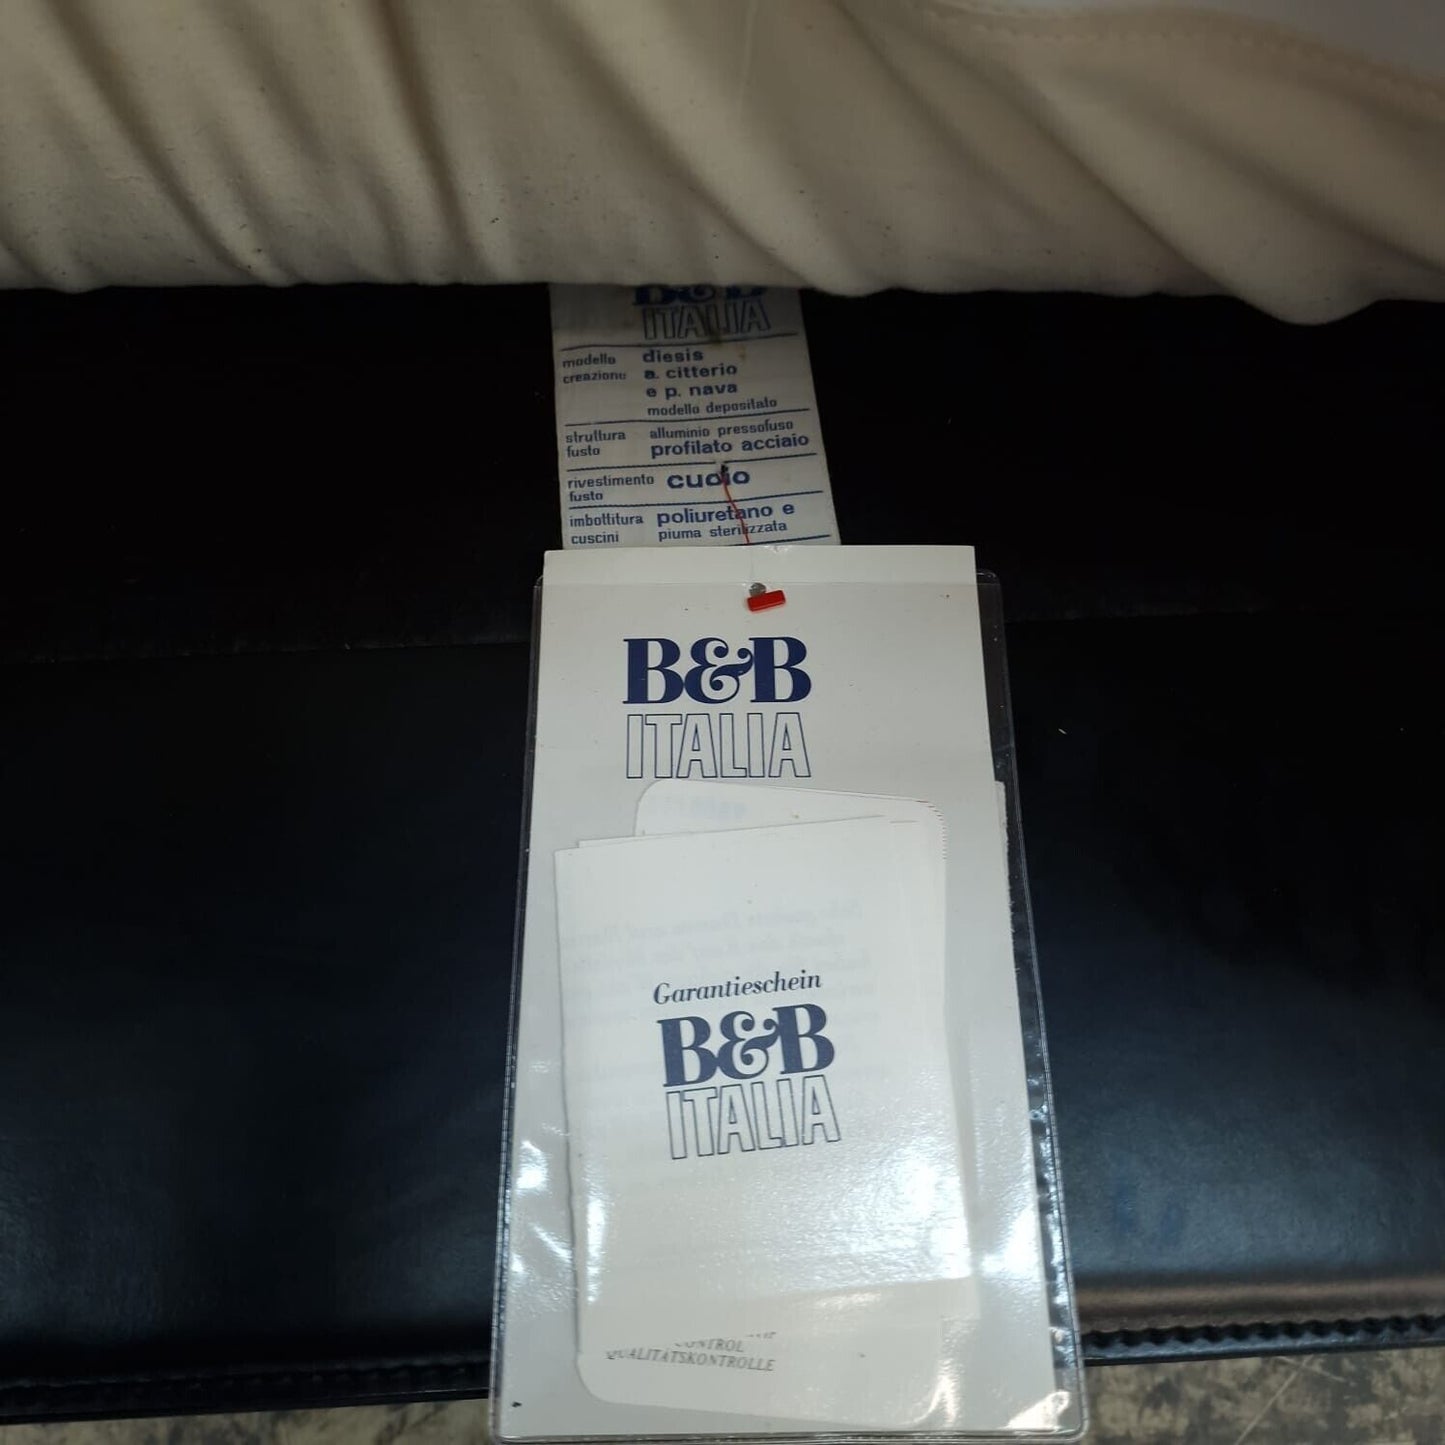 B&B
ITALIA
modello diesis
creazione a. citterio
e p. nava
modello depositato
struttura alluminio pressofuso
fusto profilato acciaio
rivestimento cuoio
fusto
imbottitura poliuretano e
cuscini piuma sterilizzata
B&B
ITALIA
Garantieschein
B&B
ITALIA
CONTROL
QUALITÄTSKONTROLLE